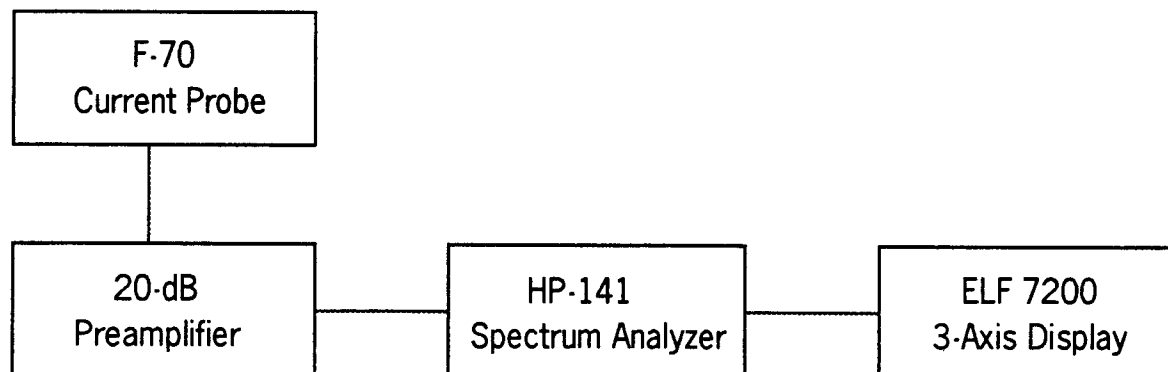 F-70
Current Probe
20-dB
Preamplifier
HP-141
Spectrum Analyzer
ELF 7200
3-Axis Display